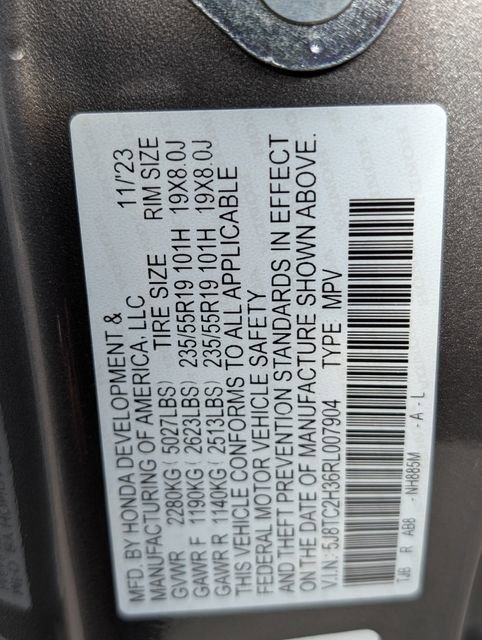 MFD. BY HONDA DEVELOPMENT &
MANUFACTURING OF AMERICA, LLC 11/'23
TIRE SIZE RIM SIZE
GVWR 2280KG(5027LBS)
GAWR F 1190KG(2623LBS) 235/55R19 101H 19X8.0J
GAWR R 1140KG(2513LBS) 235/55R19 101H 19X8.0J
THIS VEHICLE CONFORMS TO ALL APPLICABLE
FEDERAL MOTOR VEHICLE SAFETY
AND THEFT PREVENTION STANDARDS IN EFFECT
ON THE DATE OF MANUFACTURE SHOWN ABOVE.
V.I.N: 5J8TC2H36RL007904 TYPE MPV
TJB R AB8 - NH885M - A - L